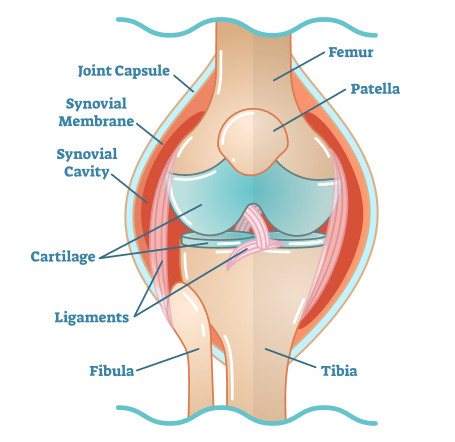 Femur
Joint Capsule
Patella
Synovial
Membrane
Synovial
Cavity
Cartilage
Ligaments
Fibula
Tibia